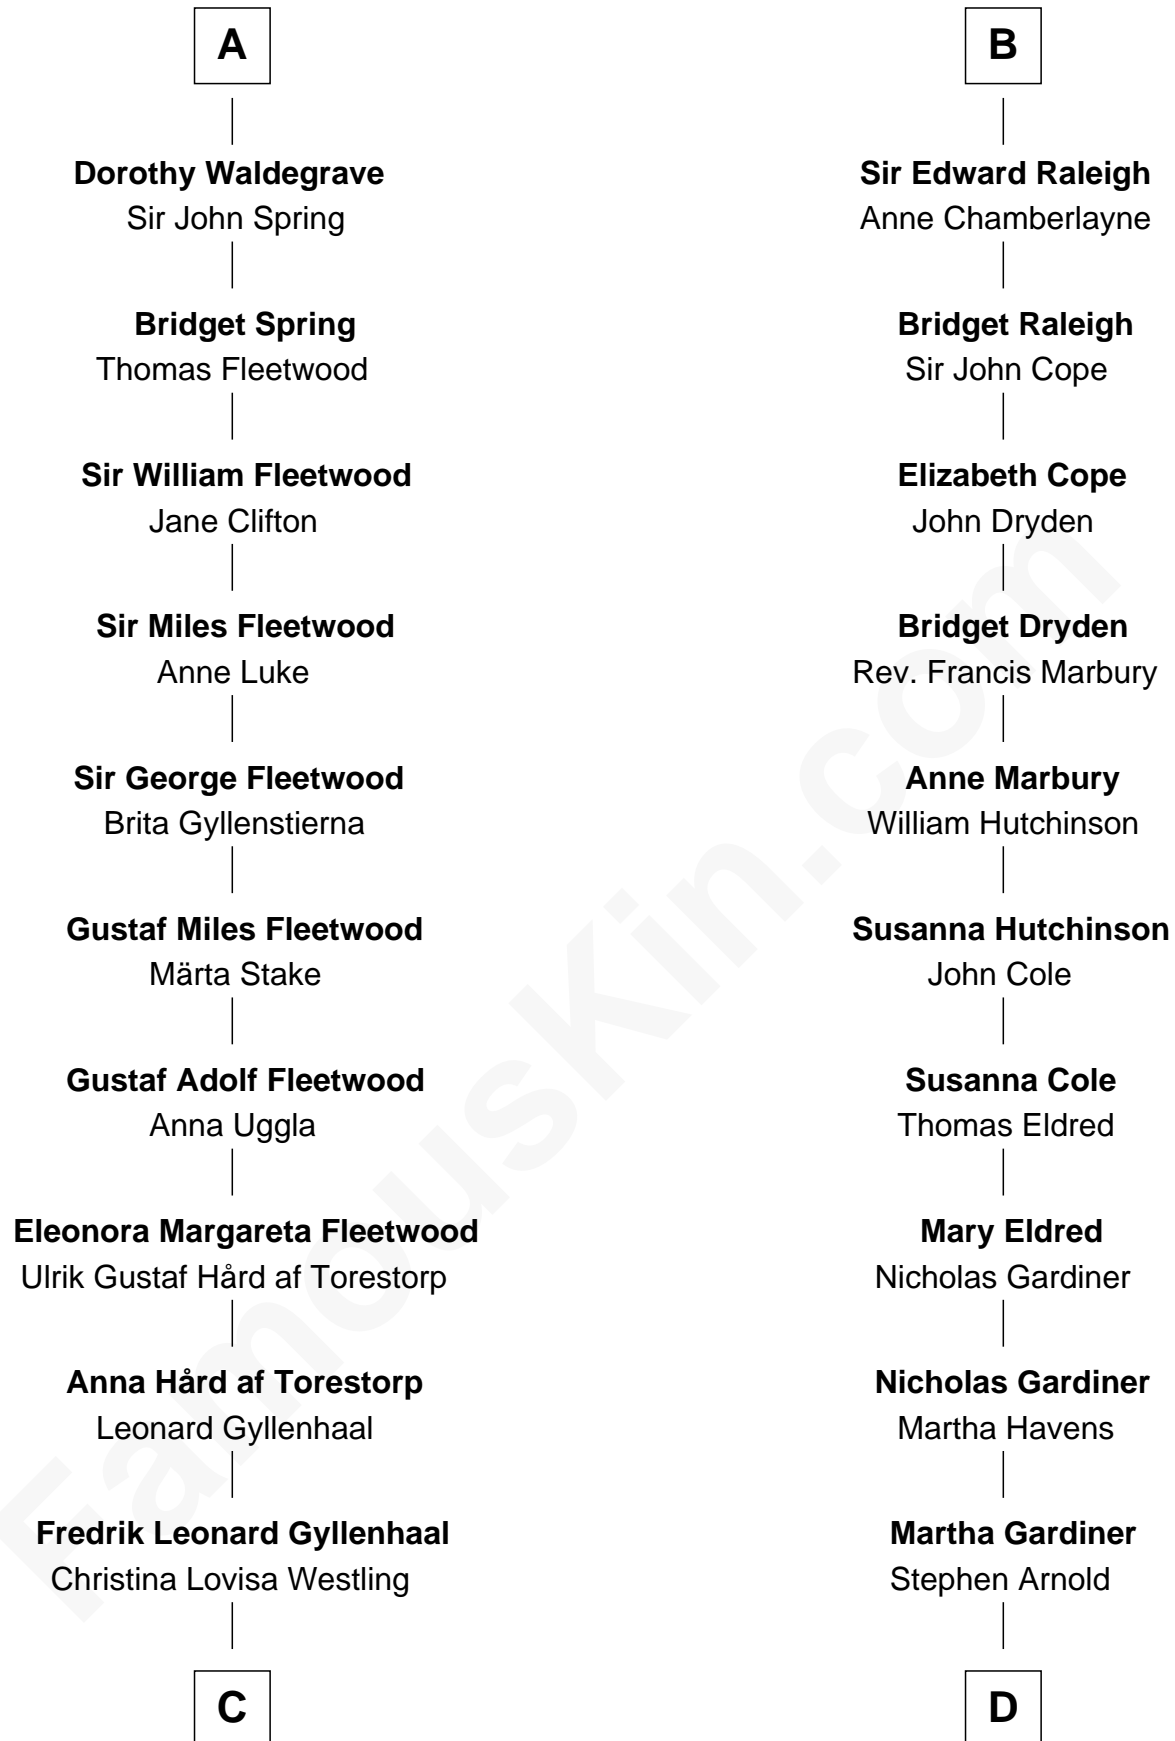 A
Dorothy Waldegrave
Sir John Spring
Bridget Spring
Thomas Fleetwood
Sir William Fleetwood
Jane Clifton
Sir Miles Fleetwood
Anne Luke
Sir George Fleetwood
Brita Gyllenstierna
Gustaf Miles Fleetwood
Märta Stake
Gustaf Adolf Fleetwood
Anna Uggla
Eleonora Margareta Fleetwood
Ulrik Gustaf Hård af Torestorp
Anna Hård af Torestorp
Leonard Gyllenhaal
Fredrik Leonard Gyllenhaal
Christina Lovisa Westling
C
B
Sir Edward Raleigh
Anne Chamberlayne
Bridget Raleigh
Sir John Cope
Elizabeth Cope
John Dryden
Bridget Dryden
Rev. Francis Marbury
Anne Marbury
William Hutchinson
Susanna Hutchinson
John Cole
Susanna Cole
Thomas Eldred
Mary Eldred
Nicholas Gardiner
Nicholas Gardiner
Martha Havens
Martha Gardiner
Stephen Arnold
D
FamousKin.com